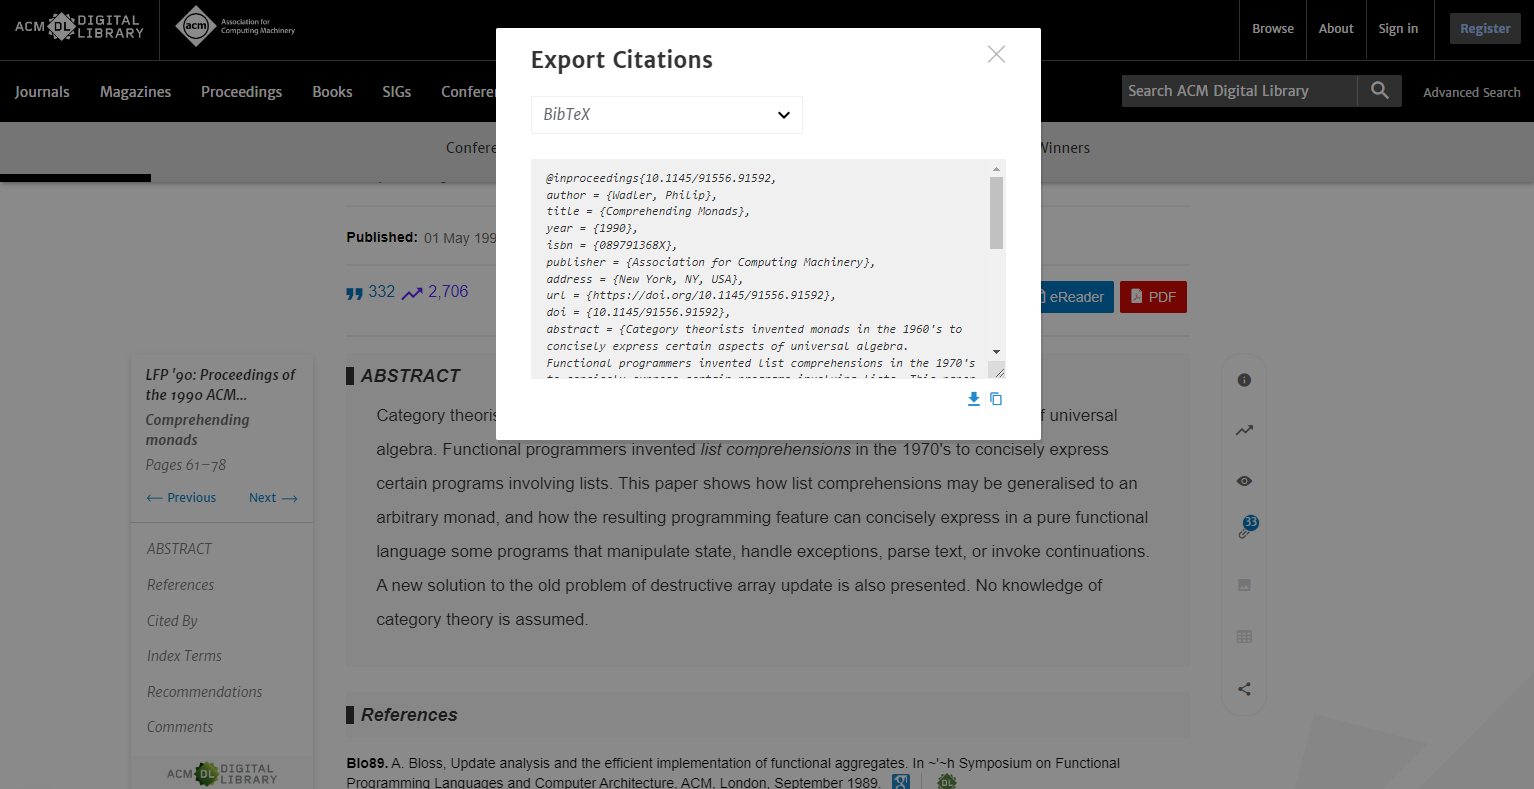 ACM DL DIGITAL LIBRARY
acm Association for Computing Machinery
Browse
About
Sign in
Register
Journals
Magazines
Proceedings
Books
SIGs
Conferen
Search ACM Digital Library
Advanced Search
Confere
Winners
Export Citations
BibTeX
@inproceedings{10.1145/91556.91592,
author = {Wadler, Philip},
title = {Comprehending Monads},
year = {1990},
isbn = {089791368X},
publisher = {Association for Computing Machinery},
address = {New York, NY, USA},
url = {https://doi.org/10.1145/91556.91592},
doi = {10.1145/91556.91592},
abstract = {Category theorists invented monads in the 1960's to
concisely express certain aspects of universal algebra.
Functional programmers invented list comprehensions in the 1970's
to concisely express certain programs involving lists. This paper
Published: 01 May 199
332
2,706
eReader
PDF
LFP '90: Proceedings of
the 1990 ACM...
Comprehending
monads
Pages 61–78
← Previous
Next →
ABSTRACT
References
Cited By
Index Terms
Recommendations
Comments
ACM DL DIGITAL LIBRARY
ABSTRACT
Category theoris f universal
algebra. Functional programmers invented list comprehensions in the 1970's to concisely express
certain programs involving lists. This paper shows how list comprehensions may be generalised to an
arbitrary monad, and how the resulting programming feature can concisely express in a pure functional
language some programs that manipulate state, handle exceptions, parse text, or invoke continuations.
A new solution to the old problem of destructive array update is also presented. No knowledge of
category theory is assumed.
33
References
Blo89. A. Bloss, Update analysis and the efficient implementation of functional aggregates. In ~'~h Symposium on Functional
Programming Languages and Computer Architecture, ACM, London, September 1989.
DL